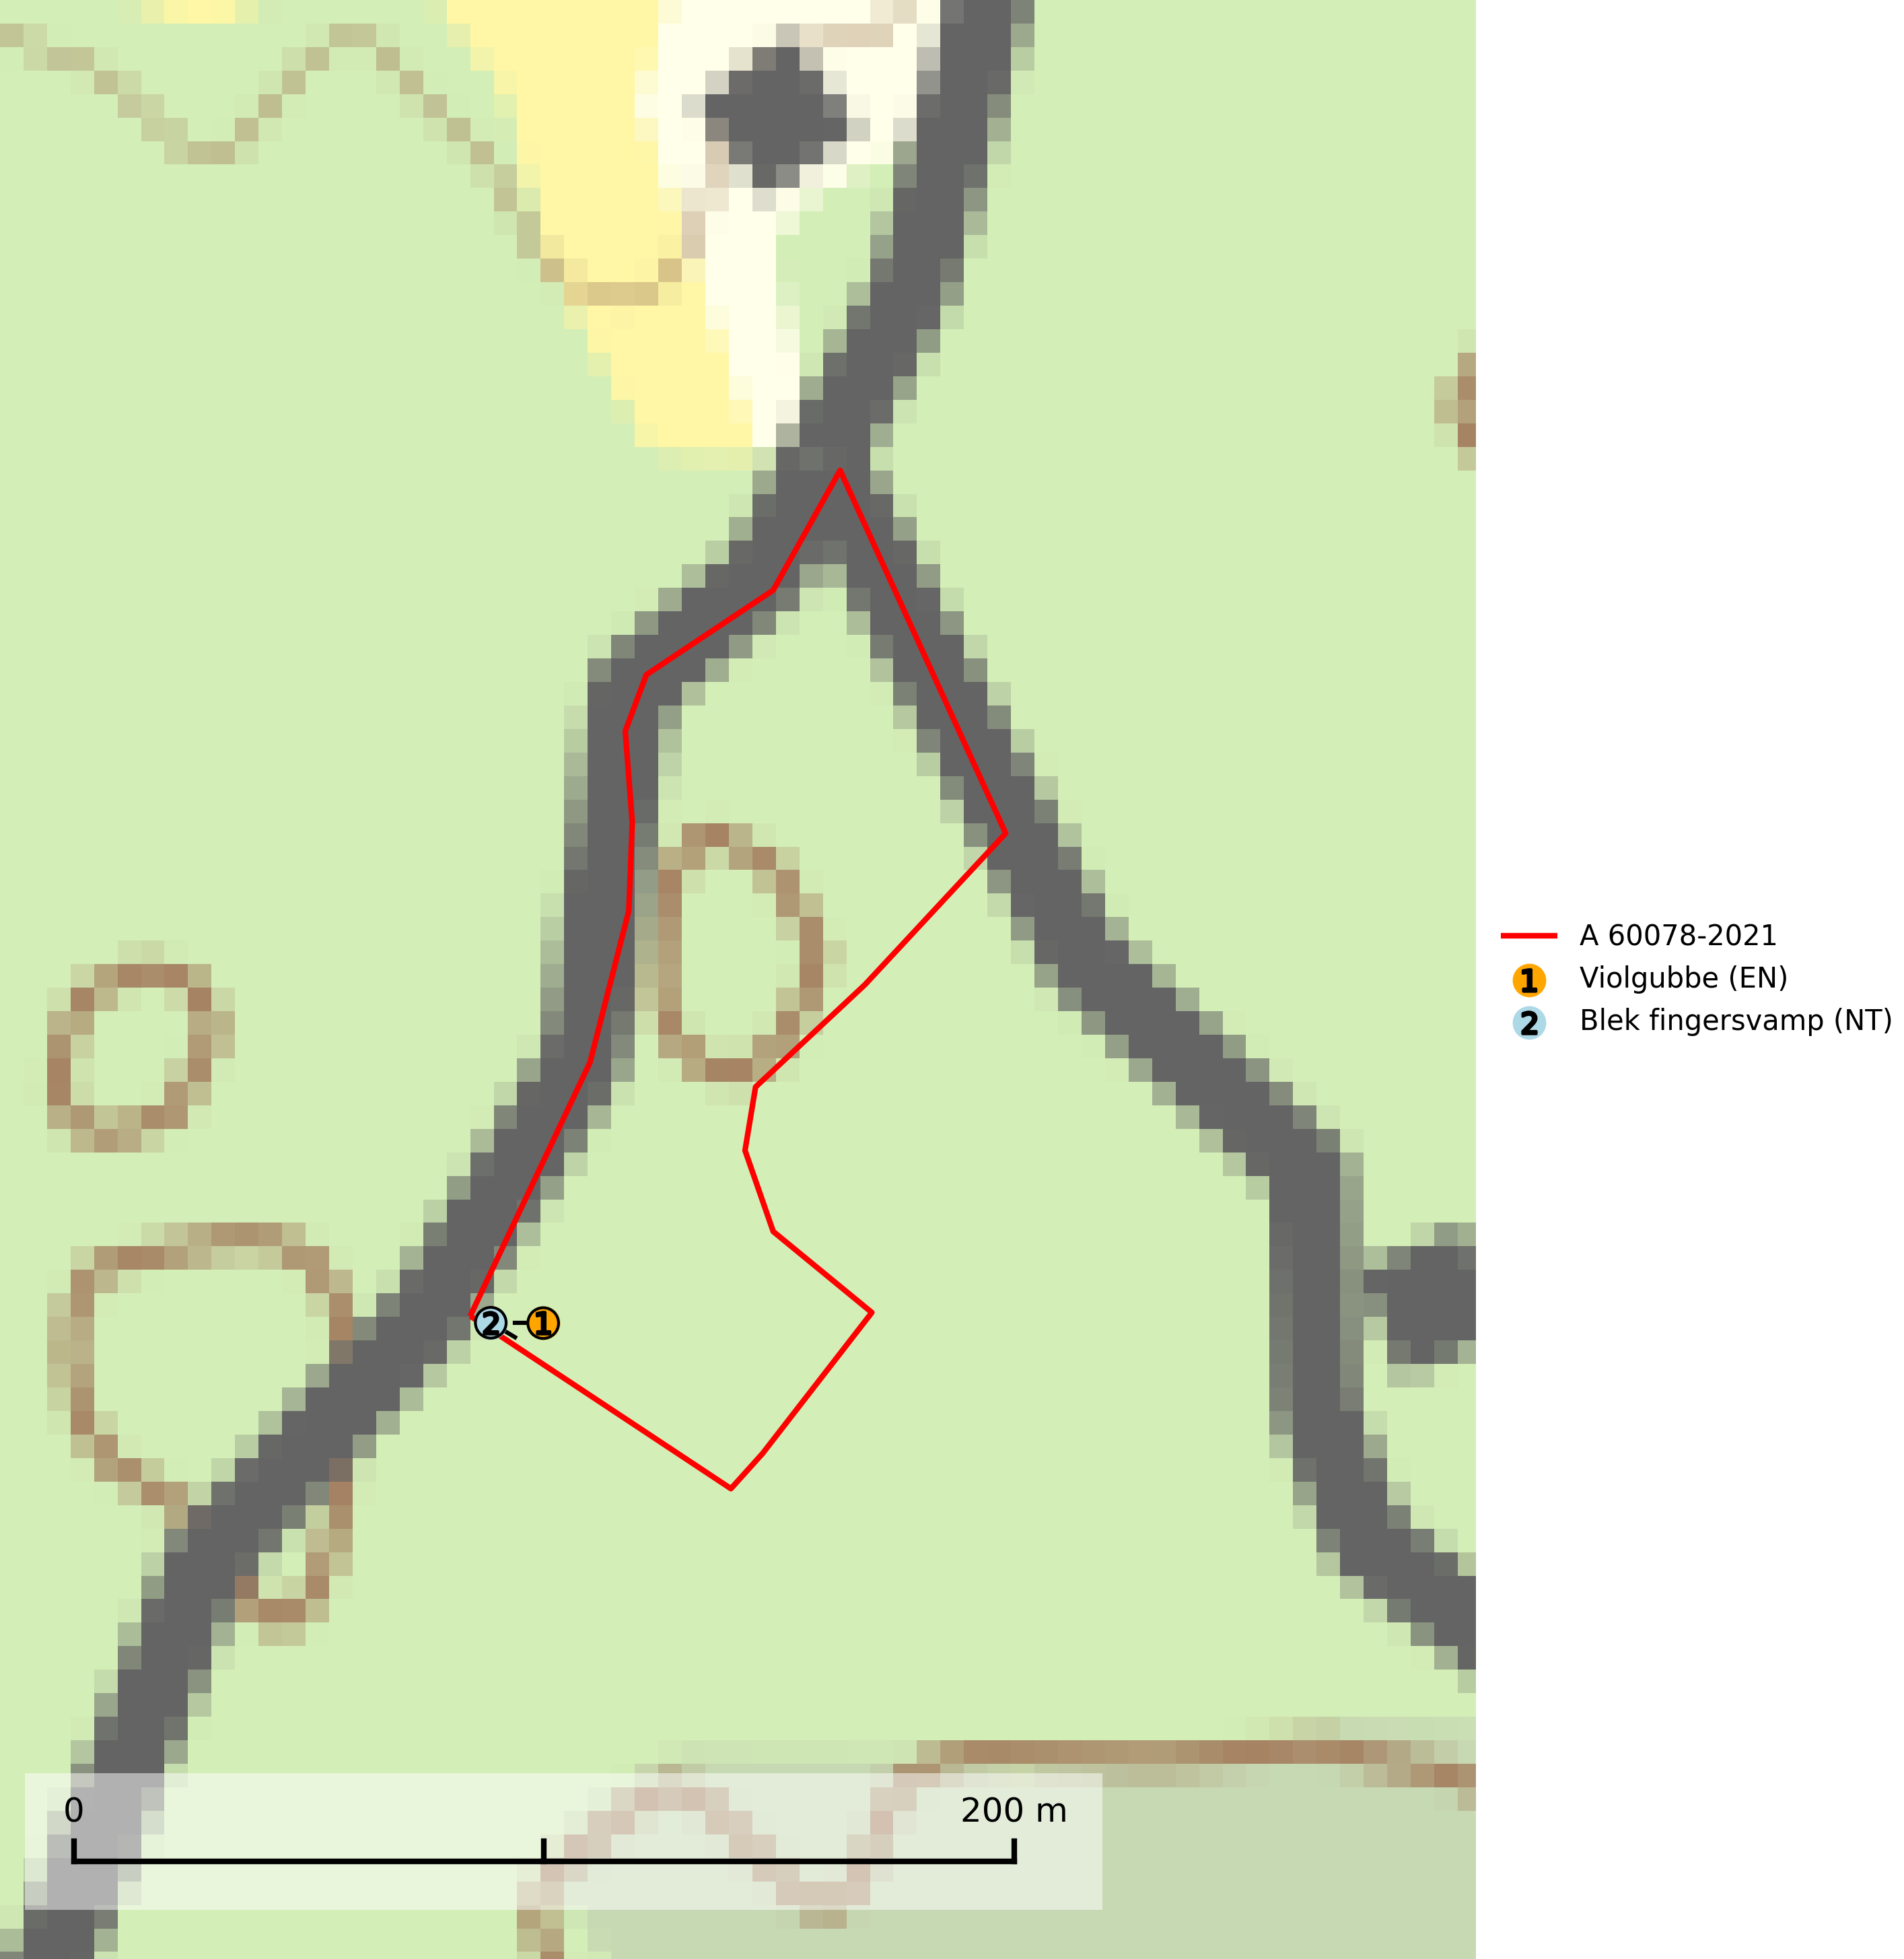 A 60078-2021
1 Violgubbe (EN)
2 Blek fingersvamp (NT)
2 1
0 200 m